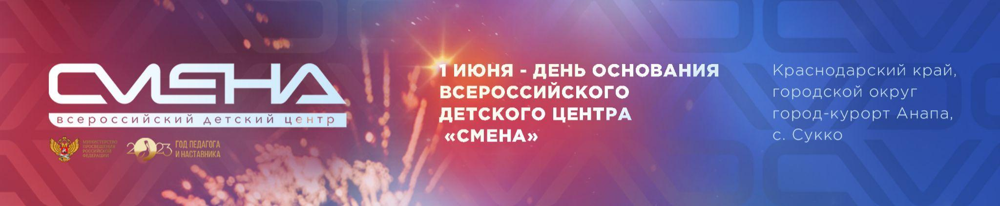 СМЕНА
всероссийский детский центр
МИНИСТЕРСТВО
ПРОСВЕЩЕНИЯ
РОССИЙСКОЙ
ФЕДЕРАЦИИ
2023
ГОД ПЕДАГОГА
И НАСТАВНИКА
1 ИЮНЯ - ДЕНЬ ОСНОВАНИЯ
ВСЕРОССИЙСКОГО
ДЕТСКОГО ЦЕНТРА
«СМЕНА»
Краснодарский край,
городской округ
город-курорт Анапа,
с. Сукко